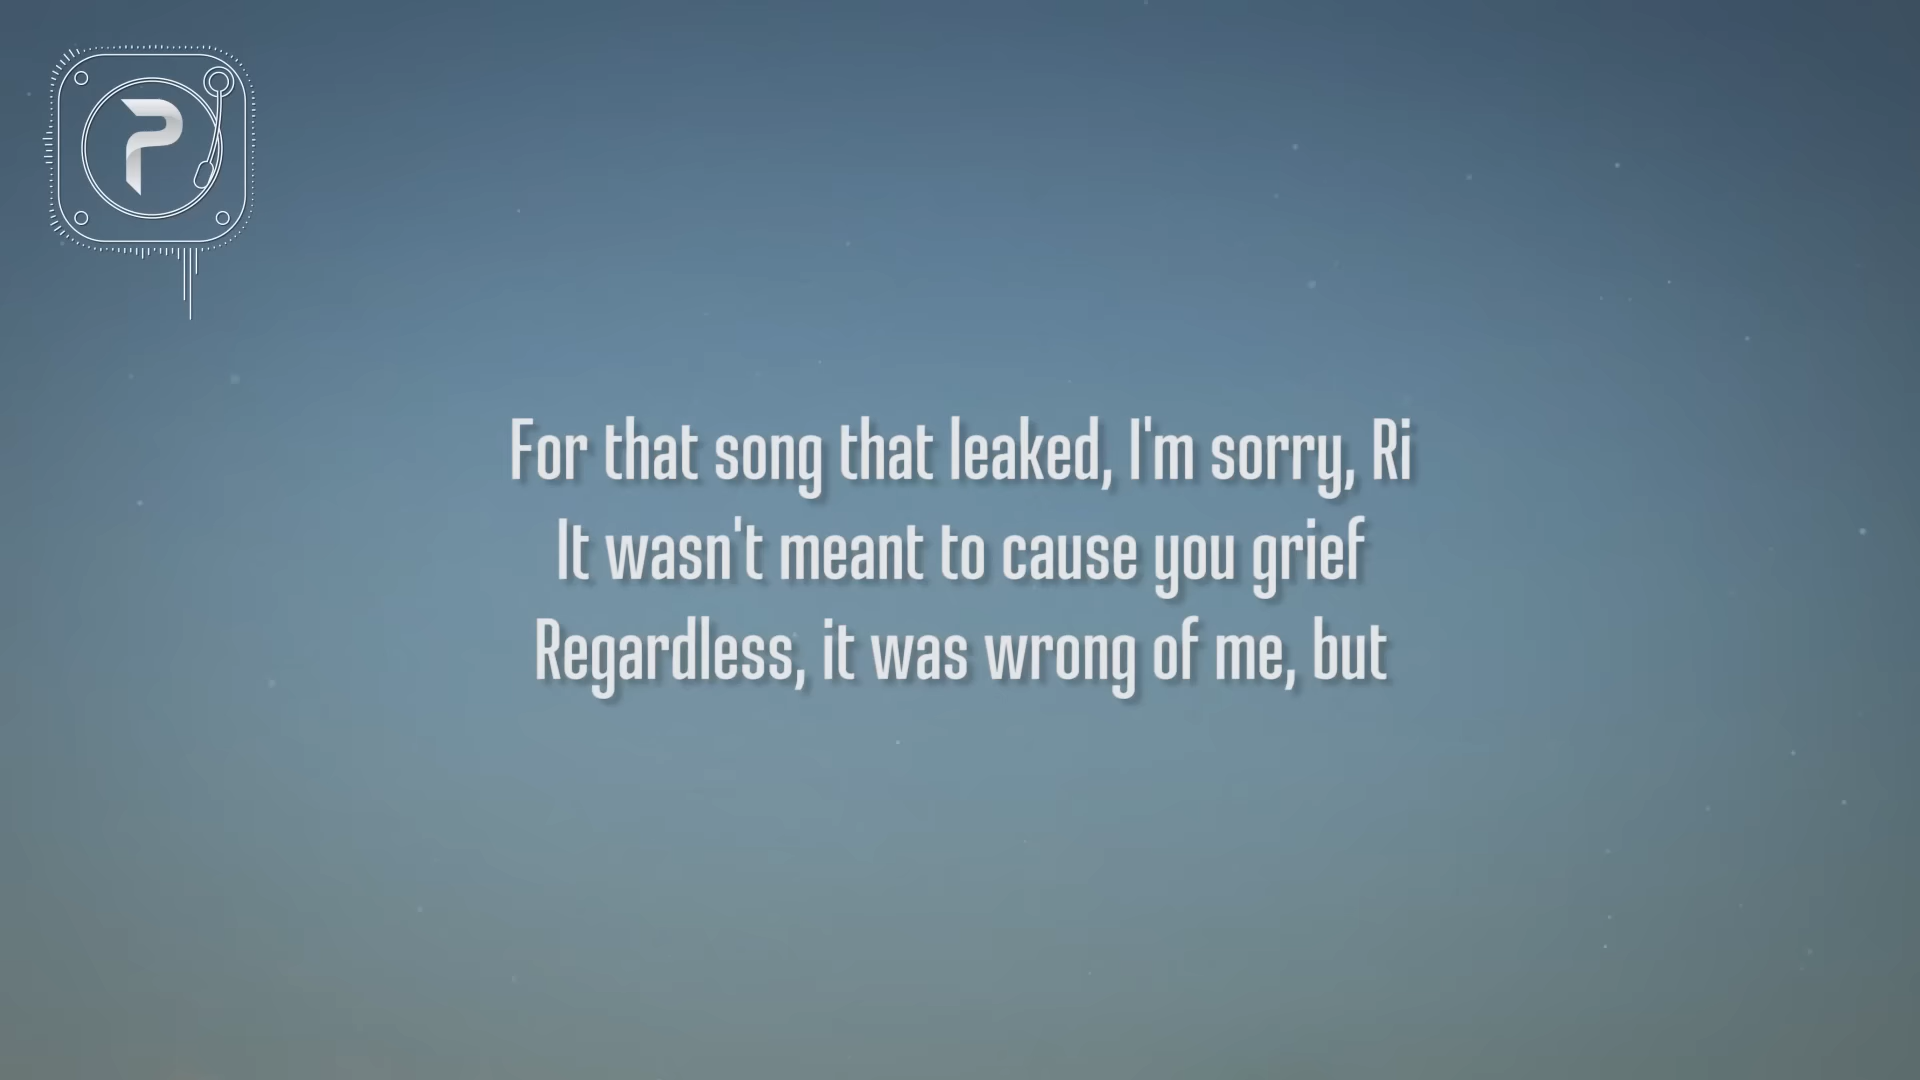 P
For that song that leaked, I'm sorry, Ri
It wasn't meant to cause you grief
Regardless, it was wrong of me, but